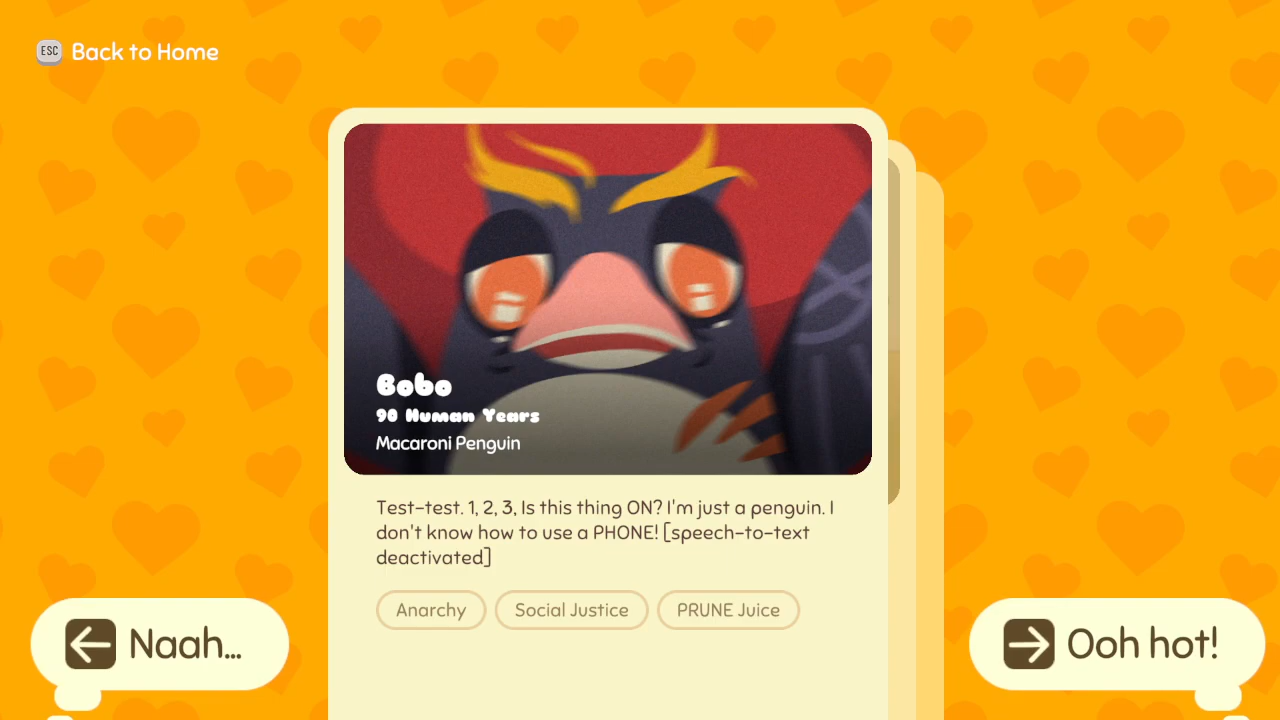 ESC Back to Home
Bobo
90 Human Years
Macaroni Penguin
Test-test. 1, 2, 3, Is this thing ON? I'm just a penguin. I
don't know how to use a PHONE! [speech-to-text
deactivated]
Anarchy Social Justice PRUNE Juice
Naah... Ooh hot!